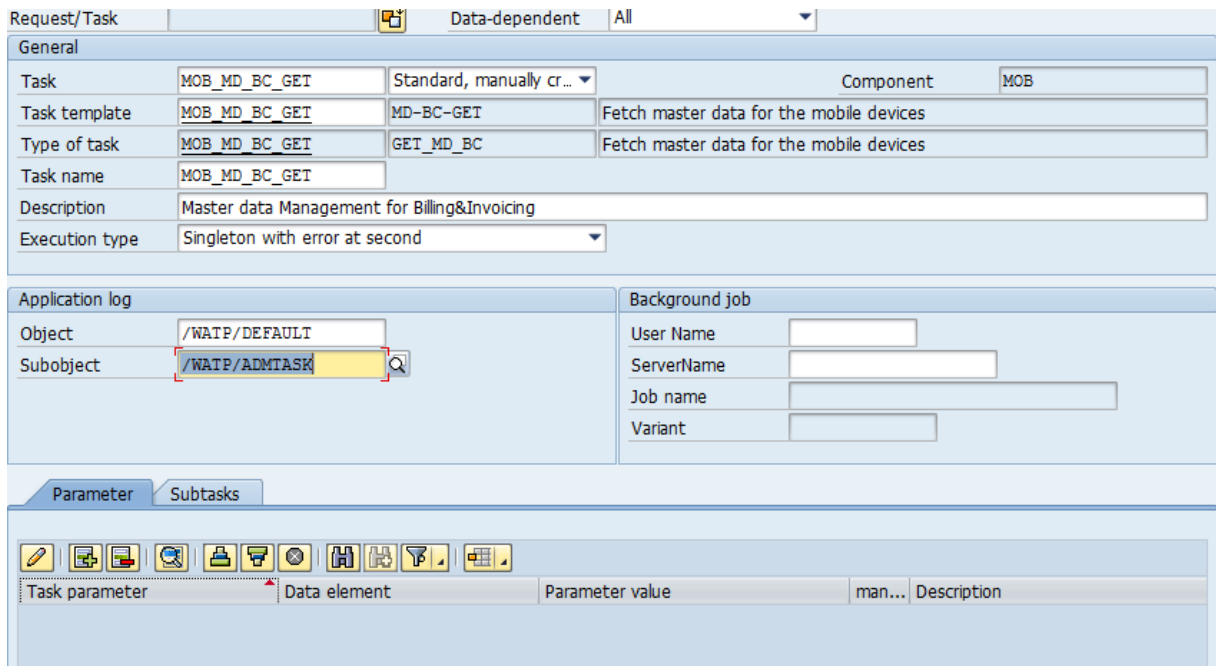 Request/Task Data-dependent All
General
Task MOB_MD_BC_GET Standard, manually cr... Component MOB
Task template MOB_MD_BC_GET MD-BC-GET Fetch master data for the mobile devices
Type of task MOB_MD_BC_GET GET_MD_BC Fetch master data for the mobile devices
Task name MOB_MD_BC_GET
Description Master data Management for Billing&Invoicing
Execution type Singleton with error at second
Application log Background job
Object /WATP/DEFAULT User Name
Subobject /WATP/ADMTASK ServerName
Job name
Variant
Parameter Subtasks
Task parameter Data element Parameter value man... Description